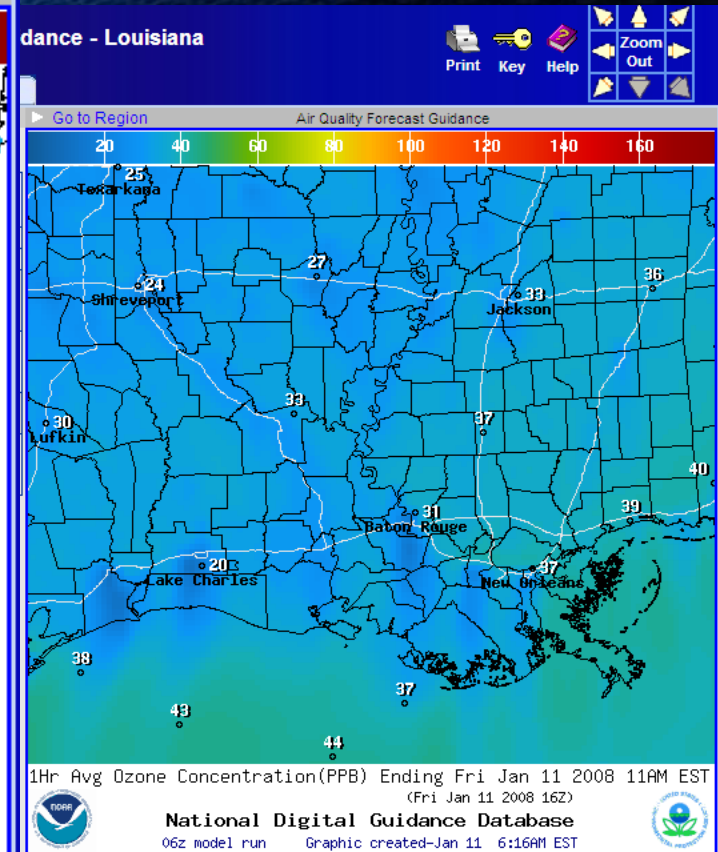 dance - Louisiana
Print Key Help
Zoom Out
Go to Region
Air Quality Forecast Guidance
20 40 60 80 100 120 140 160
25
Texarkana
27
24
Shreveport
33
Jackson
36
33
30
Lufkin
37
40
31
Baton Rouge
39
20
Lake Charles
37
New Orleans
38
37
43
44
1Hr Avg Ozone Concentration(PPB) Ending Fri Jan 11 2008 11AM EST
(Fri Jan 11 2008 16Z)
NOAA
National Digital Guidance Database
06z model run Graphic created-Jan 11 6:16AM EST